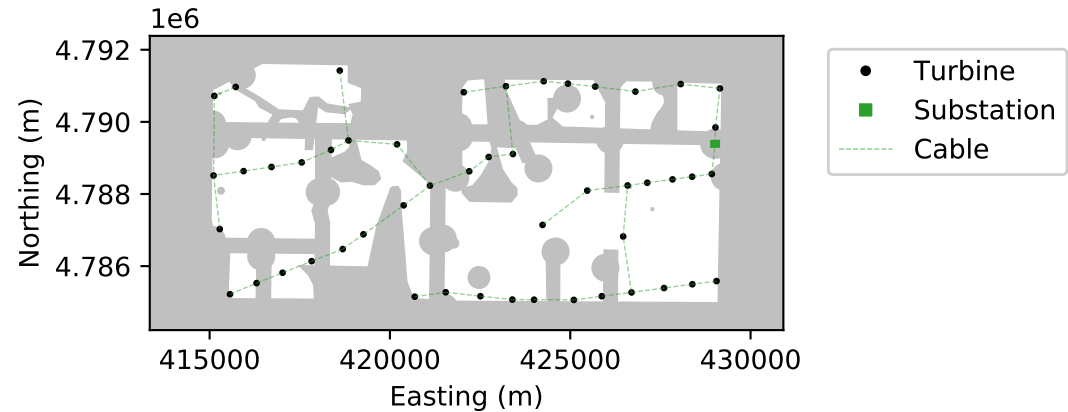 1e6
4.792
4.790
4.788
4.786
Northing (m)
415000 420000 425000 430000
Easting (m)
Turbine
Substation
Cable